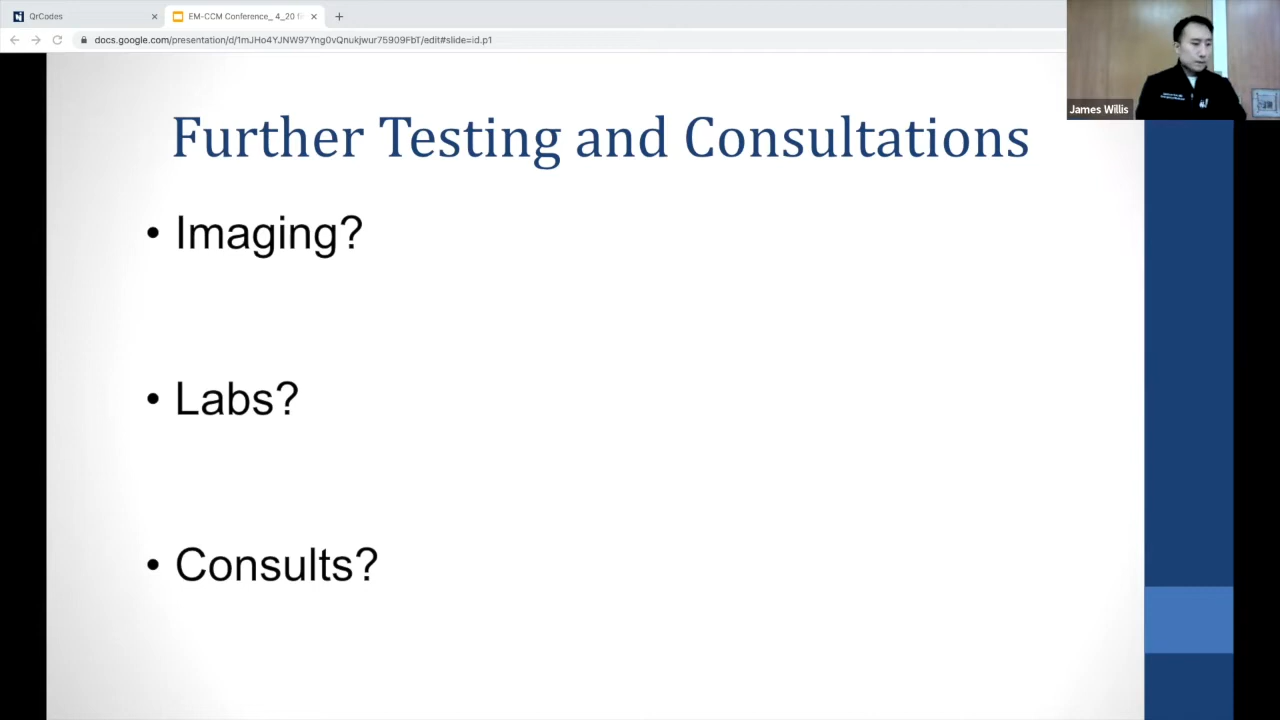 QrCodes
EM-CCM Conference_ 4_20 f
docs.google.com/presentation/d/1mJHo4YJNW97Yng0vQnukjwur75909FbT/edit#slide=id.p1
James Willis
Further Testing and Consultations
• Imaging?
• Labs?
• Consults?